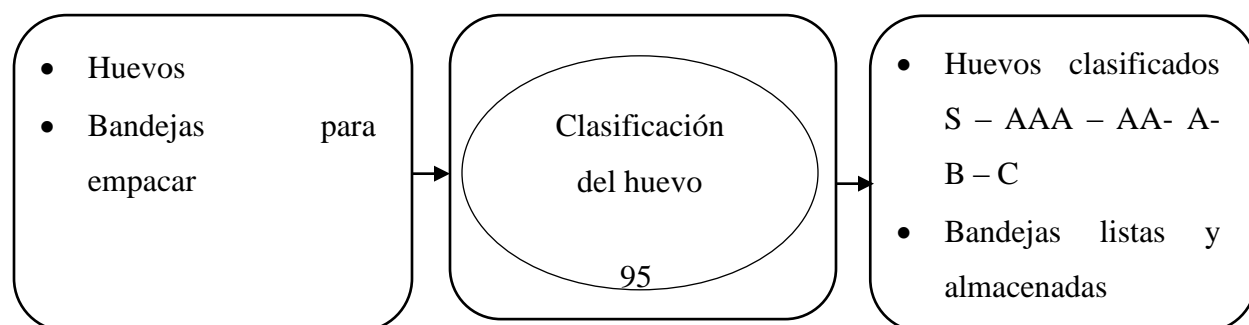 • Huevos
• Bandejas para
empacar
Clasificación
del huevo
95
• Huevos clasificados
S – AAA – AA- A-
B – C
• Bandejas listas y
almacenadas